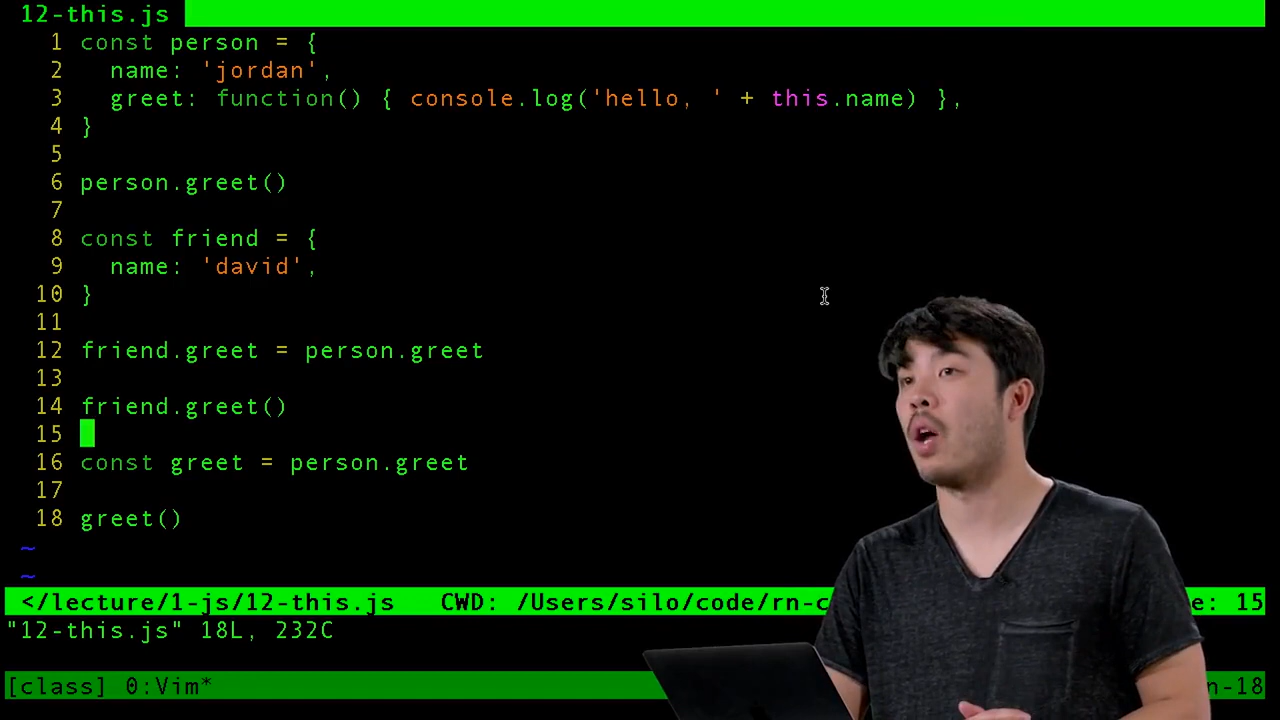 12-this.js
1 const person = {
2   name: 'jordan',
3   greet: function() { console.log('hello, ' + this.name) },
4 }
5
6 person.greet()
7
8 const friend = {
9   name: 'david',
10 }
11
12 friend.greet = person.greet
13
14 friend.greet()
15
16 const greet = person.greet
17
18 greet()
~
~
</lecture/1-js/12-this.js   CWD: /Users/silo/code/rn-c e: 15
"12-this.js" 18L, 232C
[class] 0:Vim* n-18